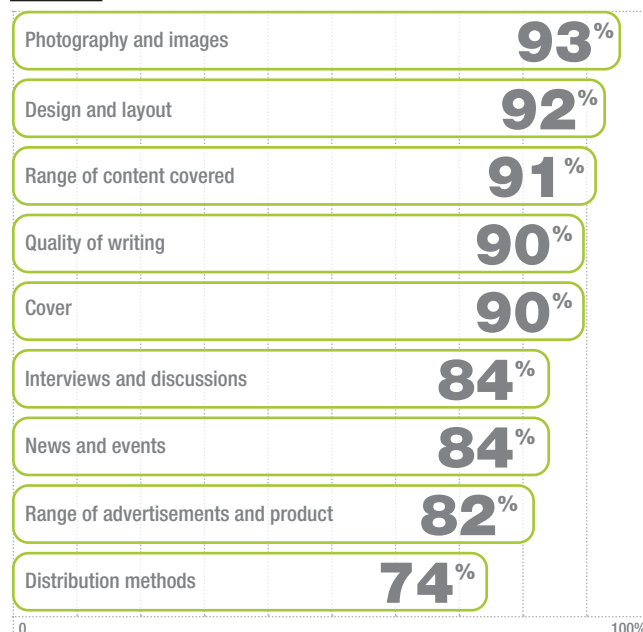 Photography and images 93%
Design and layout 92%
Range of content covered 91%
Quality of writing 90%
Cover 90%
Interviews and discussions 84%
News and events 84%
Range of advertisements and product 82%
Distribution methods 74%
0 100%